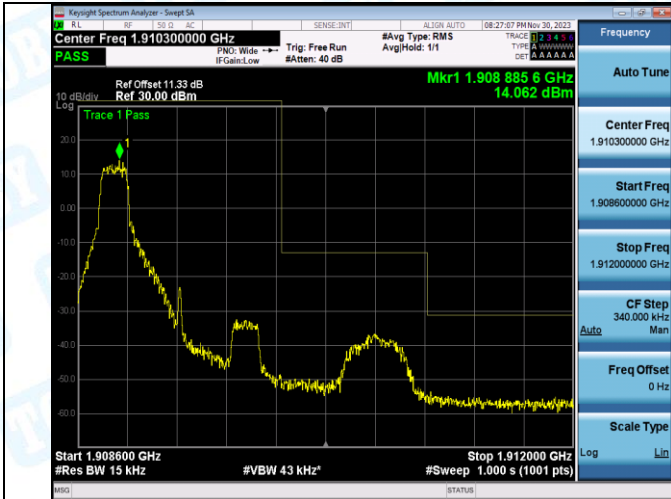 Keysight Spectrum Analyzer - Swept SA
RL RF 50 Ω AC SENSE:INT ALIGN AUTO 08:27:07 PM Nov 30, 2023
Center Freq 1.910300000 GHz
PASS
PNO: Wide
IFGain:Low
Trig: Free Run
#Atten: 40 dB
#Avg Type: RMS
Avg|Hold: 1/1
TRACE 1 2 3 4 5 6
TYPE A WWWWW
DET A A A A A A
Ref Offset 11.33 dB
10 dB/div Ref 30.00 dBm
Log
Mkr1 1.908 885 6 GHz
14.062 dBm
Trace 1 Pass
1
20.0
10.0
0.00
-10.0
-20.0
-30.0
-40.0
-50.0
-60.0
Start 1.908600 GHz
Stop 1.912000 GHz
#Res BW 15 kHz
#VBW 43 kHz*
#Sweep 1.000 s (1001 pts)
MSG
STATUS
Frequency
Auto Tune
Center Freq
1.910300000 GHz
Start Freq
1.908600000 GHz
Stop Freq
1.912000000 GHz
CF Step
340.000 kHz
Auto Man
Freq Offset
0 Hz
Scale Type
Log Lin